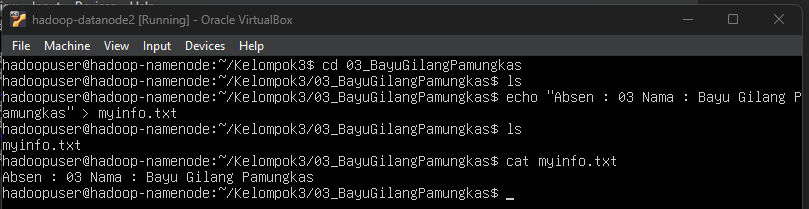 hadoop-datanode2 [Running] - Oracle VirtualBox
File Machine View Input Devices Help
hadoopuser@hadoop-namenode:~/Kelompok3$ cd 03_BayuGilangPamungkas
hadoopuser@hadoop-namenode:~/Kelompok3/03_BayuGilangPamungkas$ ls
hadoopuser@hadoop-namenode:~/Kelompok3/03_BayuGilangPamungkas$ echo "Absen : 03 Nama : Bayu Gilang P
amungkas" > myinfo.txt
hadoopuser@hadoop-namenode:~/Kelompok3/03_BayuGilangPamungkas$ ls
myinfo.txt
hadoopuser@hadoop-namenode:~/Kelompok3/03_BayuGilangPamungkas$ cat myinfo.txt
Absen : 03 Nama : Bayu Gilang Pamungkas
hadoopuser@hadoop-namenode:~/Kelompok3/03_BayuGilangPamungkas$ _